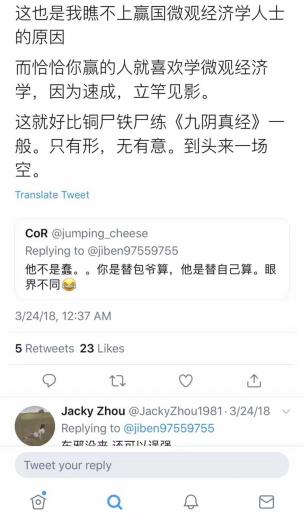 这也是我瞧不上赢国微观经济学人士
的原因
而恰恰你赢的人就喜欢学微观经济
学，因为速成，立竿见影。
这就好比铜尸铁尸练《九阴真经》一
般。只有形，无有意。到头来一场
空。
Translate Tweet
CoR @jumping_cheese
Replying to @jiben97559755
他不是蠢。。你是替包爷算，他是替自己算。眼
界不同😂
3/24/18, 12:37 AM
5 Retweets 23 Likes
Jacky Zhou @JackyZhou1981 · 3/24/18
Replying to @jiben97559755
Tweet your reply